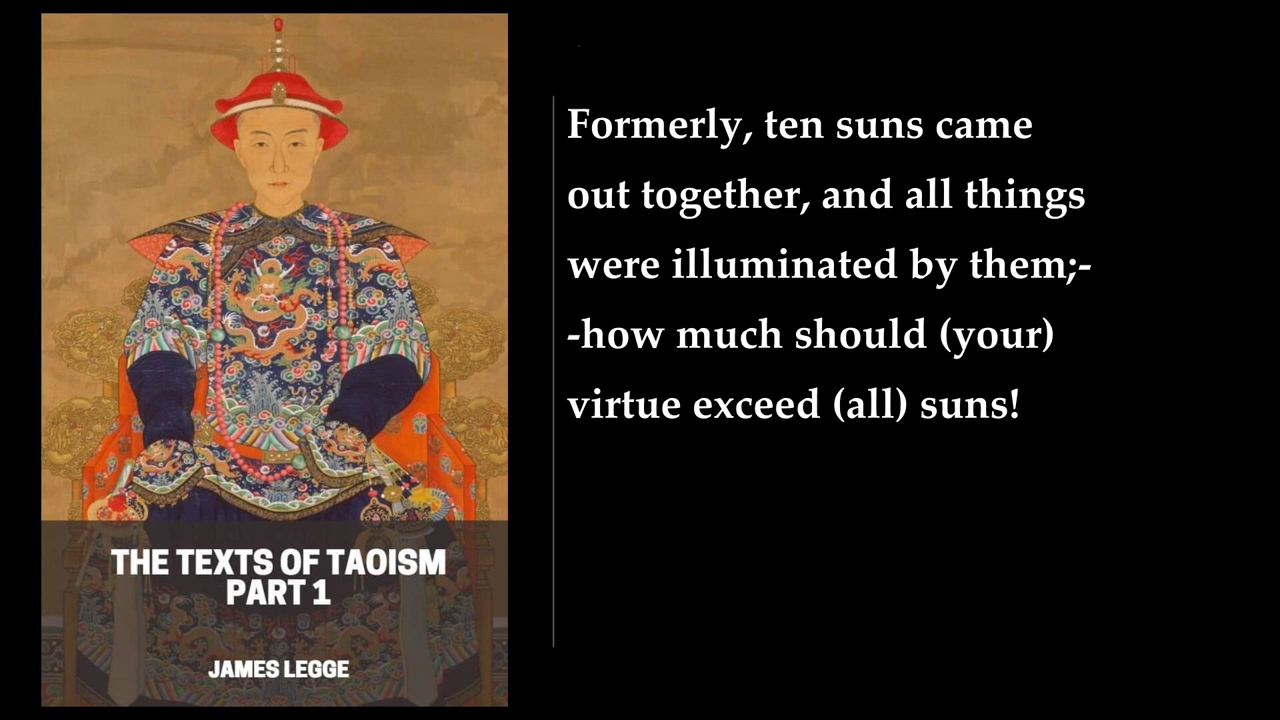 THE TEXTS OF TAOISM
PART 1
JAMES LEGGE
Formerly, ten suns came
out together, and all things
were illuminated by them;-
-how much should (your)
virtue exceed (all) suns!